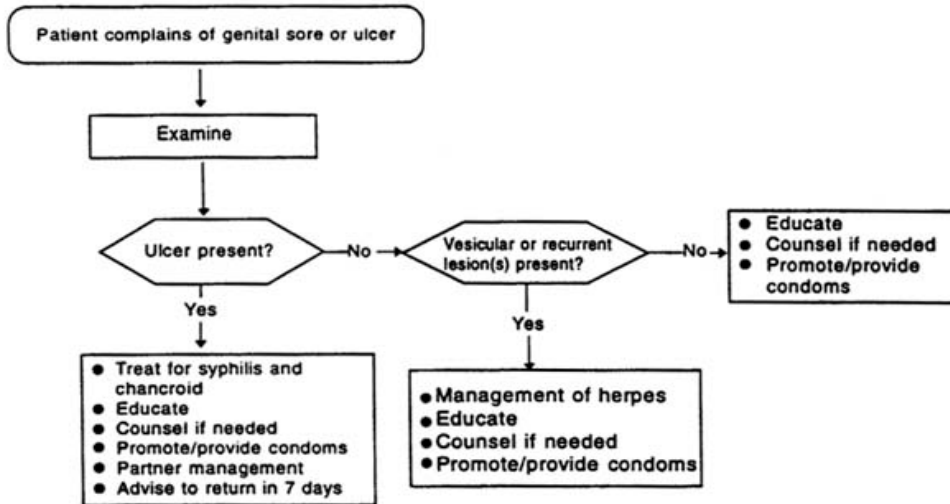 Patient complains of genital sore or ulcer
Examine
Ulcer present?
No
Vesicular or recurrent
lesion(s) present?
No
● Educate
● Counsel if needed
● Promote/provide
condoms
Yes
Yes
● Treat for syphilis and
chancroid
● Educate
● Counsel if needed
● Promote/provide condoms
● Partner management
● Advise to return in 7 days
● Management of herpes
● Educate
● Counsel if needed
● Promote/provide condoms